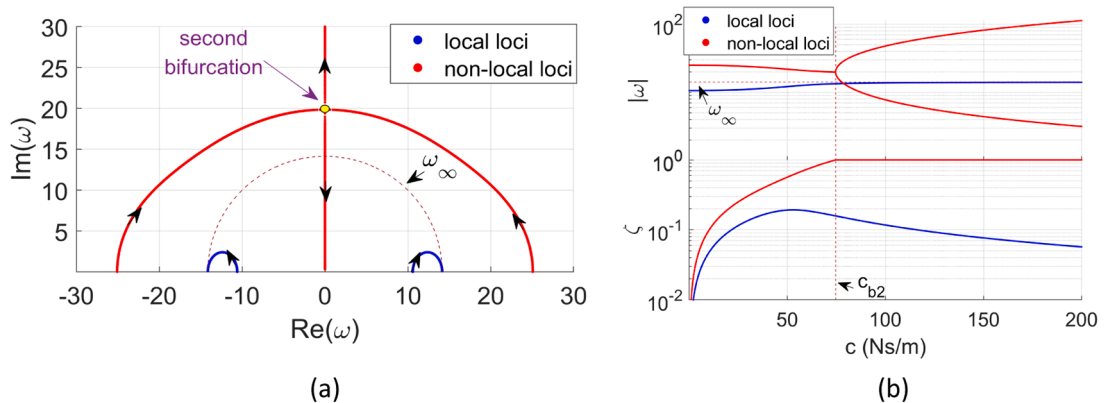 30
25
20
15
10
5
Im(ω)
second
bifurcation
local loci
non-local loci
ω∞
-30 -20 -10 0 10 20 30
Re(ω)
(a)
10²
10⁰
10⁻¹
10⁻²
|ω|
ζ
local loci
non-local loci
ω∞
c_b2
50 100 150 200
c (Ns/m)
(b)